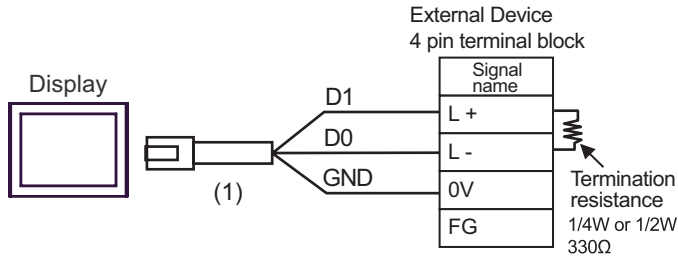 External Device
4 pin terminal block
Signal
name
Display
D1
L +
D0
L -
(1)
GND
0V
FG
Termination
resistance
1/4W or 1/2W
330Ω